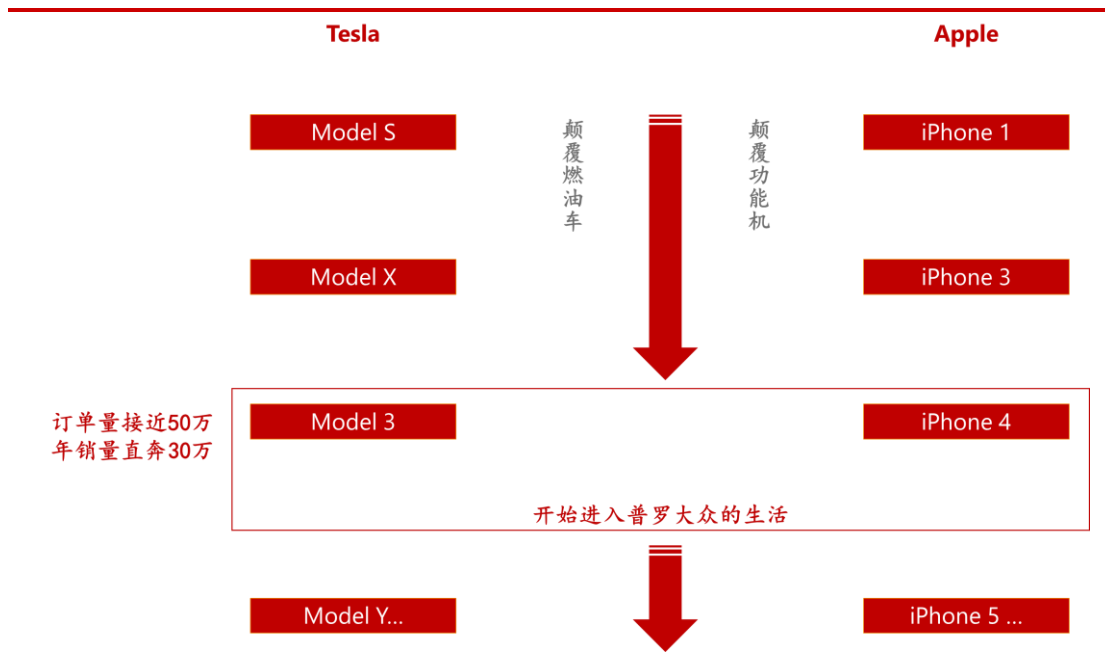 Tesla
Apple
Model S
颠覆燃油车
颠覆功能机
iPhone 1
Model X
iPhone 3
订单量接近50万
年销量直奔30万
Model 3
iPhone 4
开始进入普罗大众的生活
Model Y...
iPhone 5 ...